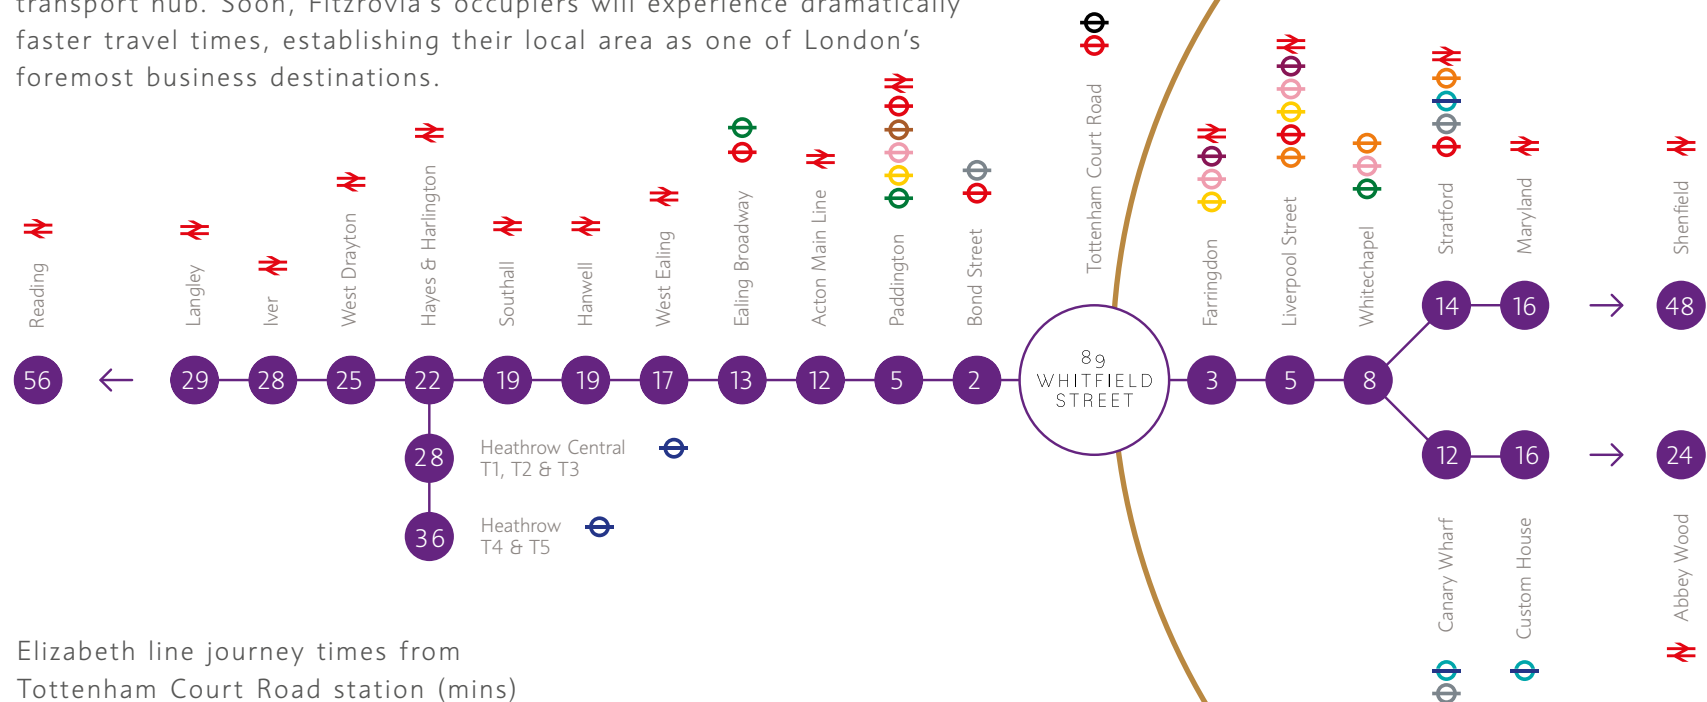 transport hub. Soon, Fitzrovia's occupiers will experience dramatically
faster travel times, establishing their local area as one of London's
foremost business destinations.
Reading
Langley
Iver
West Drayton
Hayes & Harlington
Southall
Hanwell
West Ealing
Ealing Broadway
Acton Main Line
Paddington
Bond Street
Tottenham Court Road
Farringdon
Liverpool Street
Whitechapel
Stratford
Maryland
Shenfield
14
16
48
56
29
28
25
22
19
19
17
13
12
5
2
89
WHITFIELD
STREET
3
5
8
12
16
24
28
Heathrow Central
T1, T2 & T3
36
Heathrow
T4 & T5
Canary Wharf
Custom House
Abbey Wood
Elizabeth line journey times from
Tottenham Court Road station (mins)